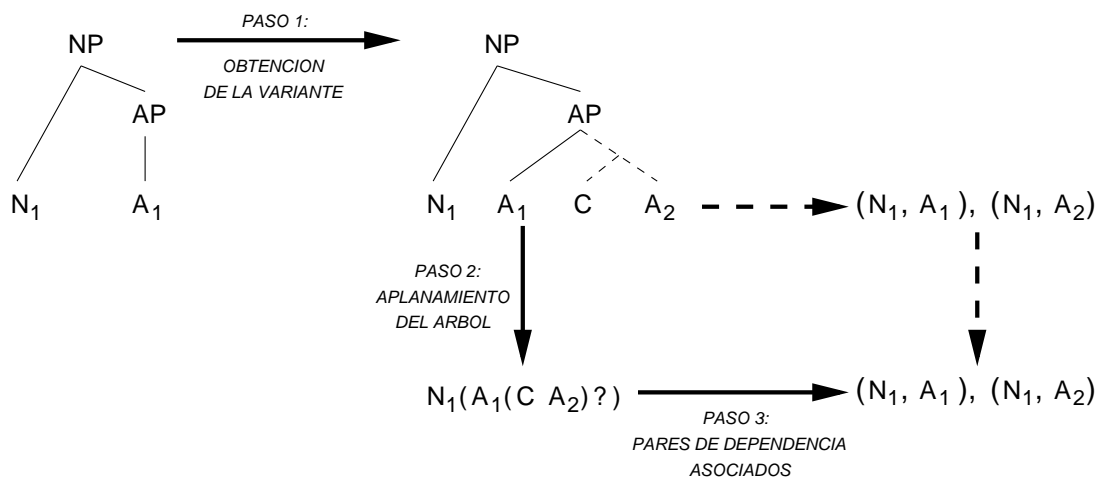 PASO 1:
OBTENCION
DE LA VARIANTE
NP
AP
N₁ A₁
NP
AP
N₁ A₁ C A₂
(N₁, A₁), (N₁, A₂)
PASO 2:
APLANAMIENTO
DEL ARBOL
N₁(A₁(C A₂)?)
PASO 3:
PARES DE DEPENDENCIA
ASOCIADOS
(N₁, A₁), (N₁, A₂)